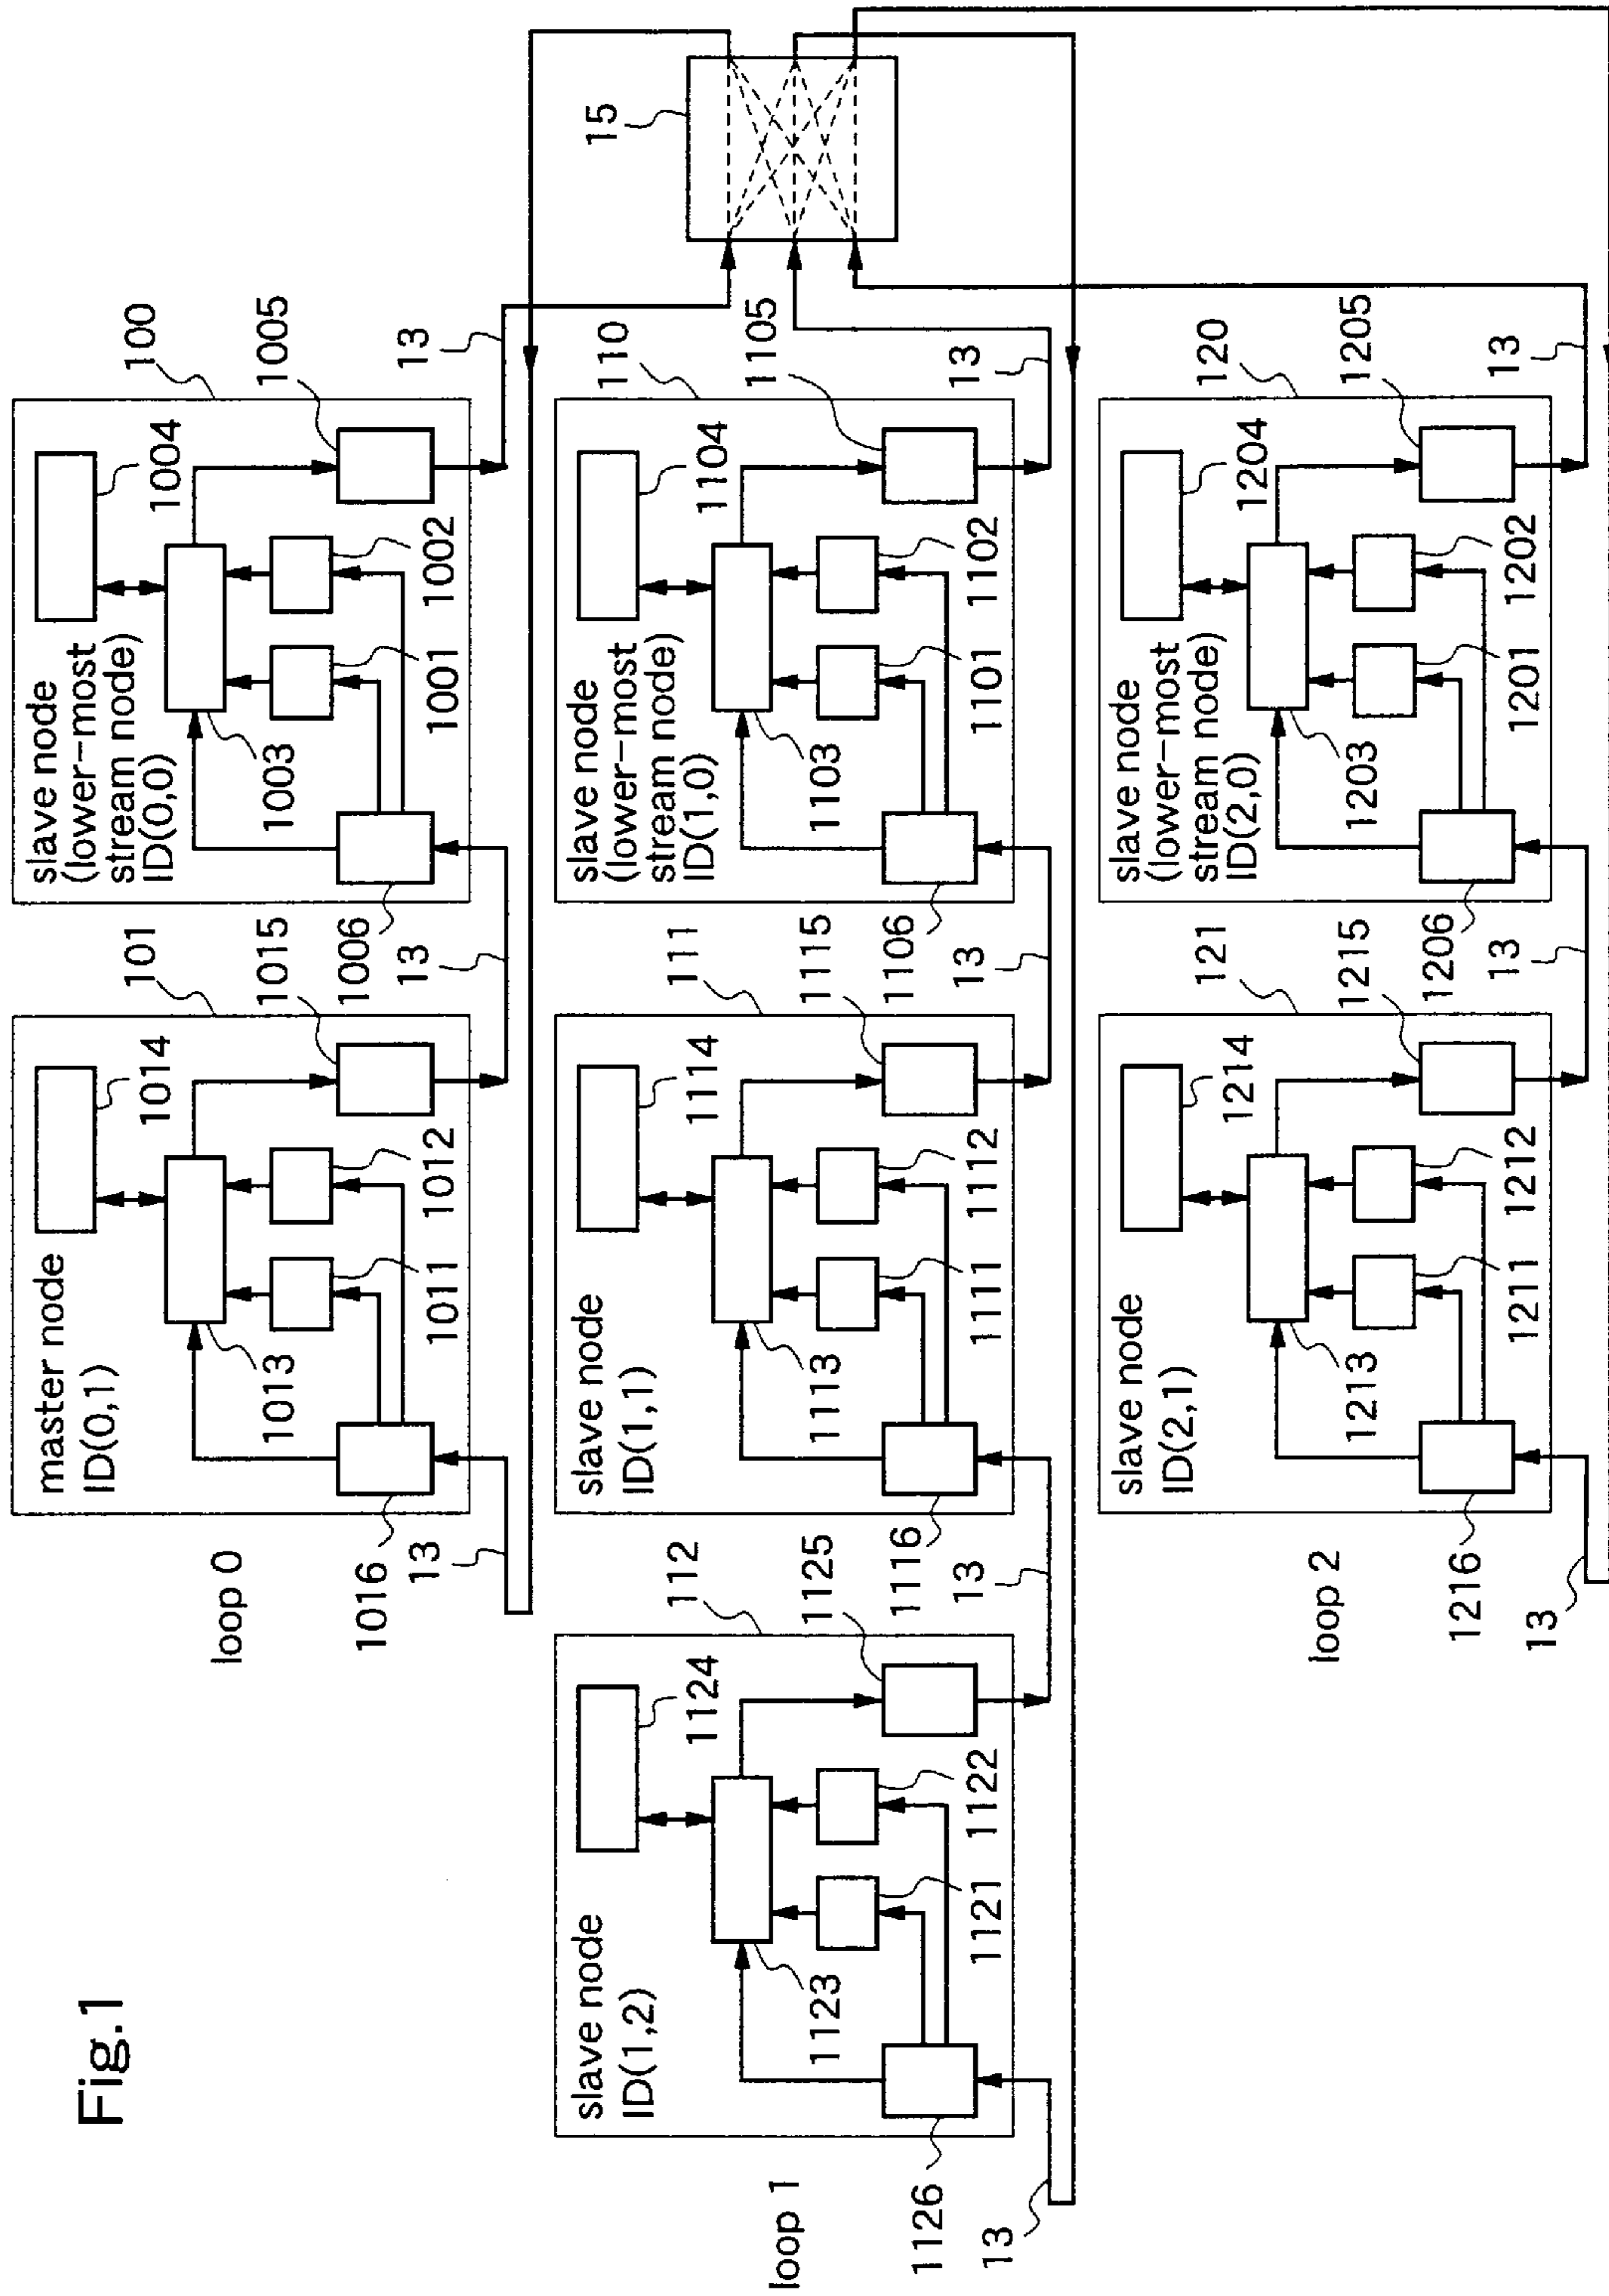 Fig.1
loop 0
master node
ID(0,1)
101
1014
1015
1013
1011
1012
1016
13
slave node
(lower-most
stream node)
ID(0,0)
100
1004
1005
1003
1001
1002
1006
13
13
15
loop 1
slave node
ID(1,2)
112
1124
1125
1123
1121
1122
1126
13
slave node
ID(1,1)
111
1114
1115
1113
1111
1112
1116
13
slave node
(lower-most
stream node)
ID(1,0)
110
1104
1105
1103
1101
1102
1106
13
13
loop 2
slave node
ID(2,1)
121
1214
1215
1213
1211
1212
1216
13
slave node
(lower-most
stream node)
ID(2,0)
120
1204
1205
1203
1201
1202
1206
13
13